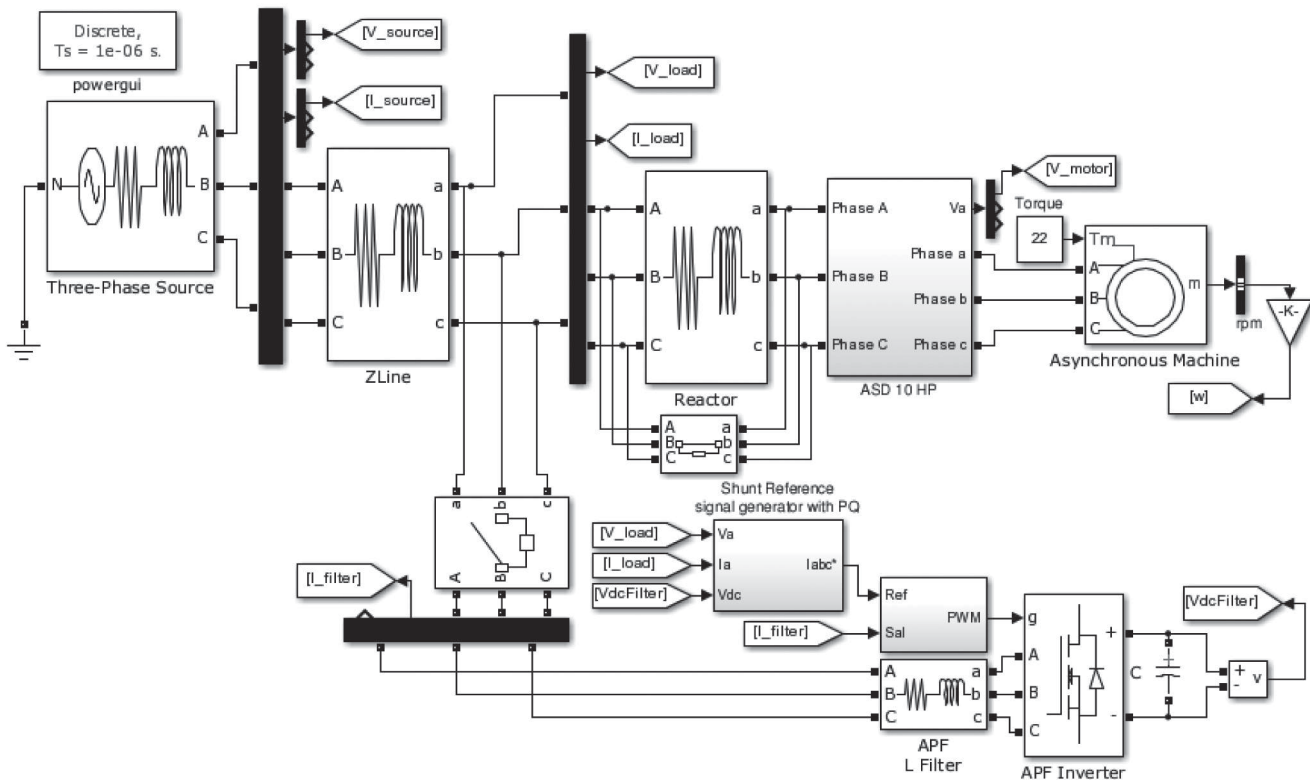 Discrete,
Ts = 1e-06 s.
powergui
[V_source]
[I_source]
N
A
B
C
Three-Phase Source
A
B
C
a
b
c
ZLine
[V_load]
[I_load]
A
B
C
a
b
c
Reactor
A
B
C
a
b
c
Phase A
Phase B
Phase C
Va
Phase a
Phase b
Phase c
ASD 10 HP
[V_motor]
Torque
22
Tm
A
B
C
m
Asynchronous Machine
rpm
-K-
[w]
a
b
c
A
B
C
[I_filter]
Shunt Reference
signal generator with PQ
[V_load]
[I_load]
[VdcFilter]
Va
Ia
Vdc
Iabc*
[I_filter]
Ref
Sal
PWM
A
B
C
a
b
c
APF
L Filter
g
A
B
C
+
-
APF Inverter
C
+
+
-
v
[VdcFilter]